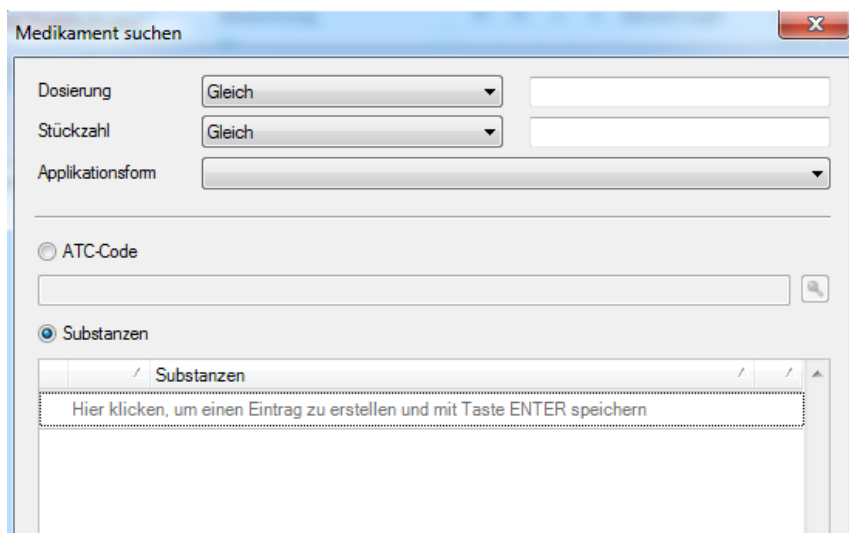 Medikament suchen
Dosierung Gleich
Stückzahl Gleich
Applikationsform
ATC-Code
Substanzen
Substanzen
Hier klicken, um einen Eintrag zu erstellen und mit Taste ENTER speichern